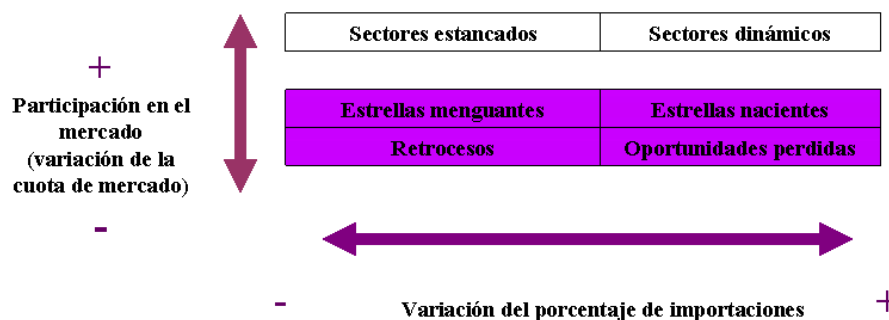 Sectores estancados Sectores dinámicos
+
Participación en el
mercado
(variación de la
cuota de mercado)
-
Estrellas menguantes Estrellas nacientes
Retrocesos Oportunidades perdidas
- +
Variación del porcentaje de importaciones